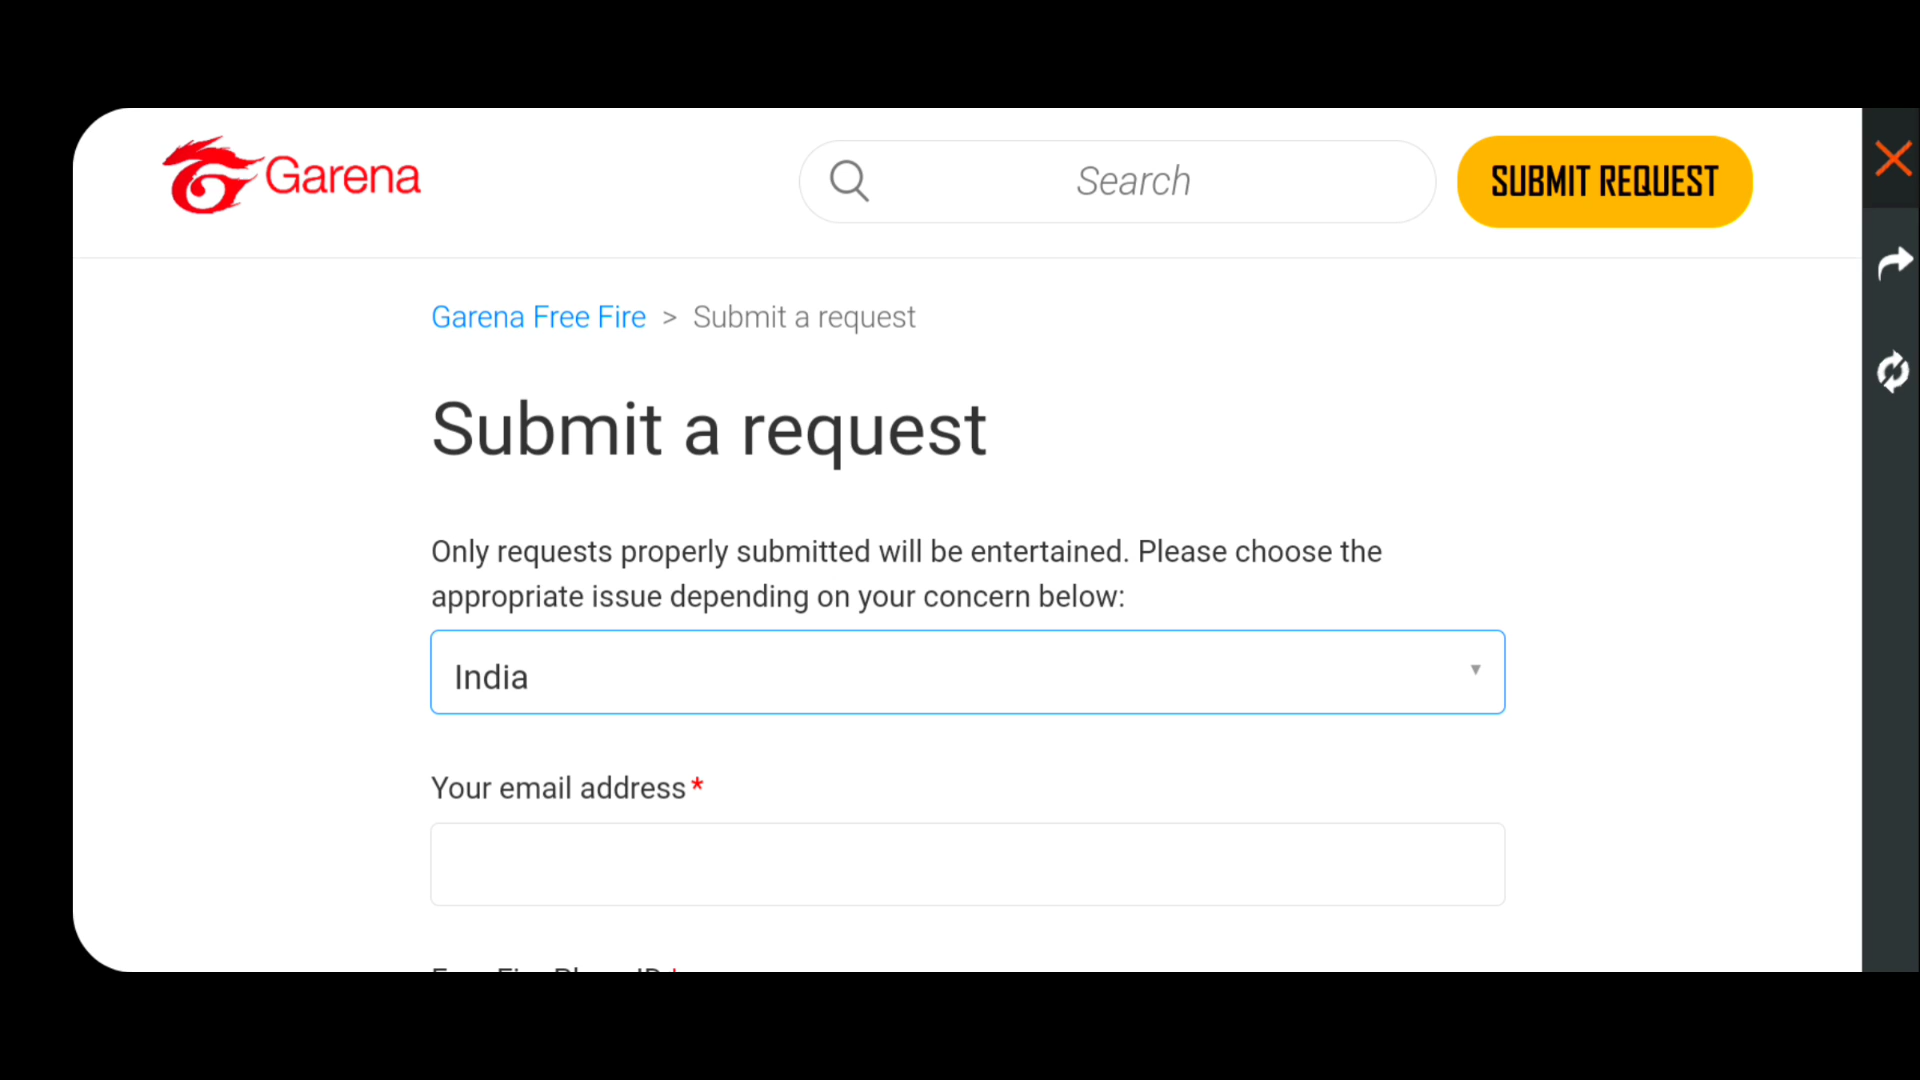 Garena
Search
SUBMIT REQUEST
Garena Free Fire > Submit a request
Submit a request
Only requests properly submitted will be entertained. Please choose the
appropriate issue depending on your concern below:
India
Your email address*